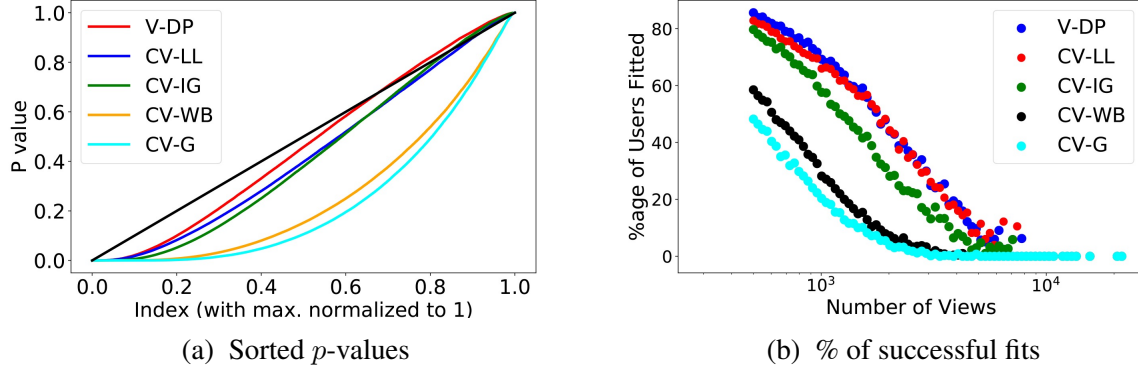 V-DP
CV-LL
CV-IG
CV-WB
CV-G
P value
1.0
0.8
0.6
0.4
0.2
0.0
0.0 0.2 0.4 0.6 0.8 1.0
Index (with max. normalized to 1)
(a) Sorted p-values
V-DP
CV-LL
CV-IG
CV-WB
CV-G
%age of Users Fitted
80
60
40
20
0
10³ 10⁴
Number of Views
(b) % of successful fits